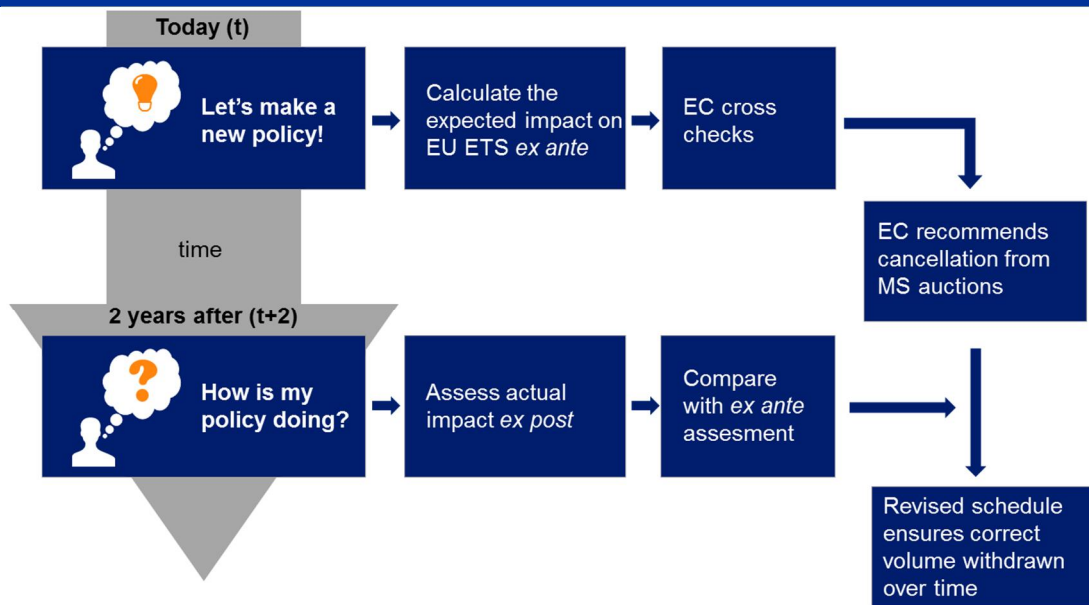 Today (t)
Let's make a
new policy!
Calculate the
expected impact on
EU ETS ex ante
EC cross
checks
EC recommends
cancellation from
MS auctions
time
2 years after (t+2)
How is my
policy doing?
Assess actual
impact ex post
Compare
with ex ante
assesment
Revised schedule
ensures correct
volume withdrawn
over time